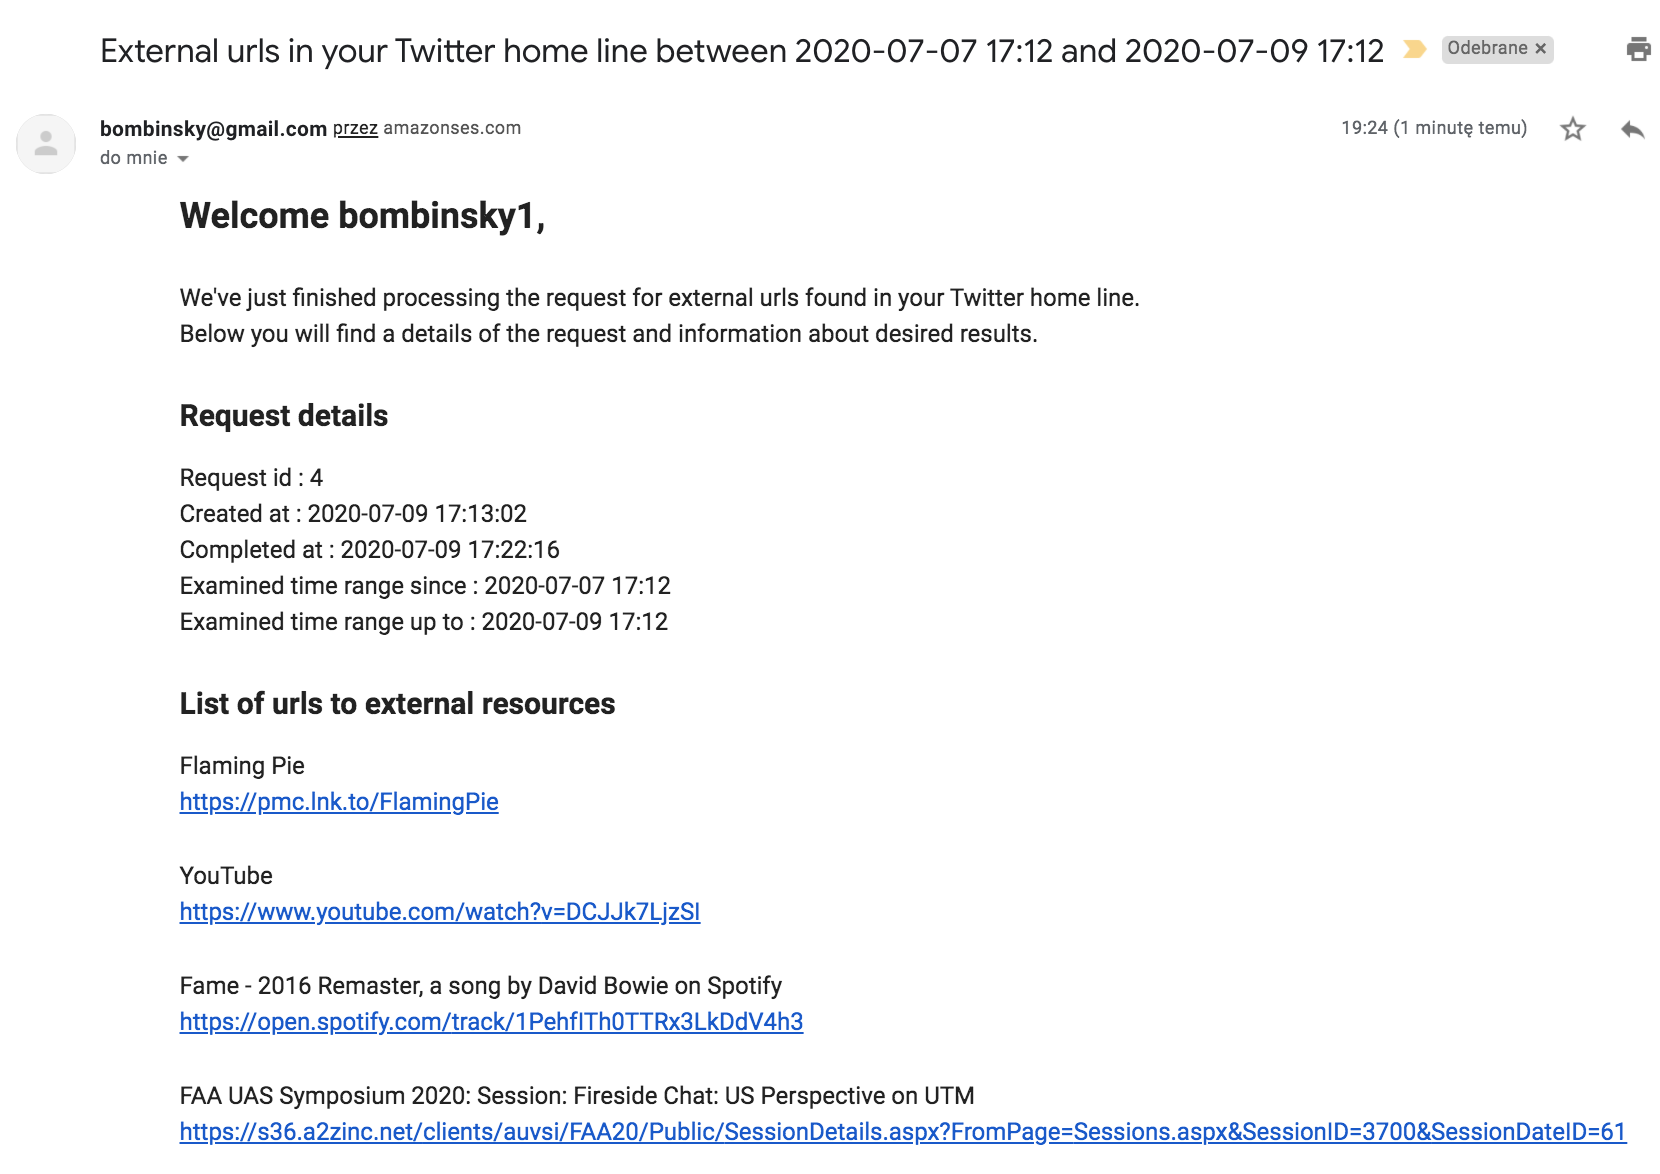 External urls in your Twitter home line between 2020-07-07 17:12 and 2020-07-09 17:12 Odebrane ×
bombinsky@gmail.com przez amazonses.com 19:24 (1 minutę temu)
do mnie
Welcome bombinsky1,
We've just finished processing the request for external urls found in your Twitter home line.
Below you will find a details of the request and information about desired results.
Request details
Request id : 4
Created at : 2020-07-09 17:13:02
Completed at : 2020-07-09 17:22:16
Examined time range since : 2020-07-07 17:12
Examined time range up to : 2020-07-09 17:12
List of urls to external resources
Flaming Pie
https://pmc.lnk.to/FlamingPie
YouTube
https://www.youtube.com/watch?v=DCJJk7LjzSI
Fame - 2016 Remaster, a song by David Bowie on Spotify
https://open.spotify.com/track/1PehfITh0TTRx3LkDdV4h3
FAA UAS Symposium 2020: Session: Fireside Chat: US Perspective on UTM
https://s36.a2zinc.net/clients/auvsi/FAA20/Public/SessionDetails.aspx?FromPage=Sessions.aspx&SessionID=3700&SessionDateID=61